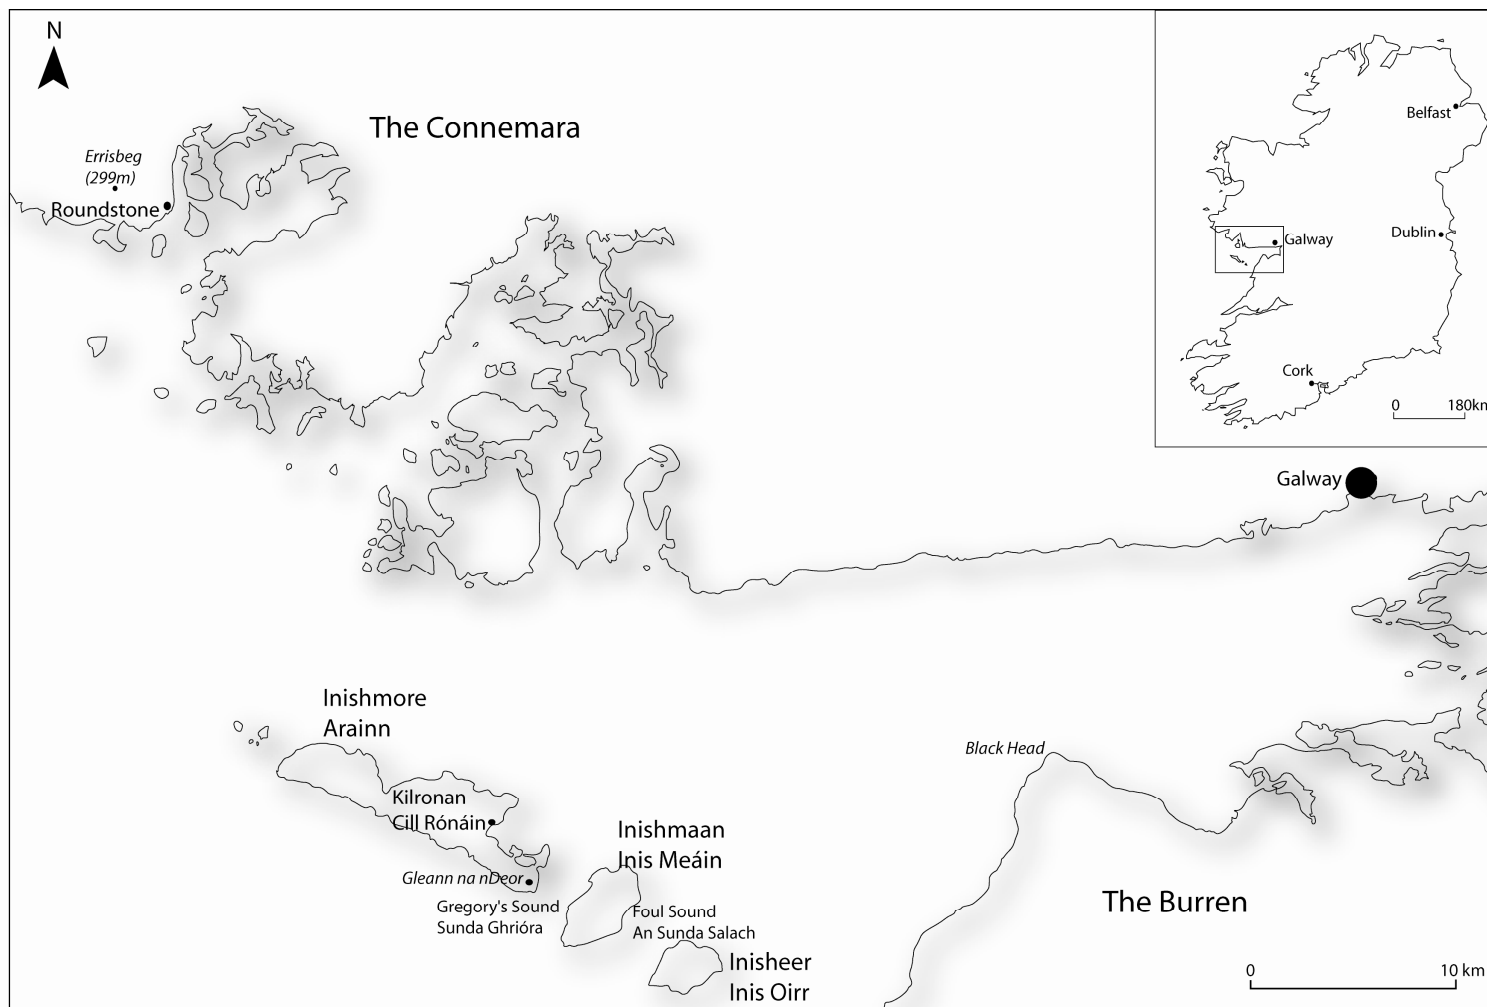 N
The Connemara
Errisbeg
(299m)
Roundstone
Belfast
Galway
Dublin
Cork
0 180km
Galway
Inishmore
Arainn
Kilronan
Cill Rónáin
Gleann na nDeor
Gregory's Sound
Sunda Ghrióra
Inishmaan
Inis Meáin
Foul Sound
An Sunda Salach
Inisheer
Inis Oirr
Black Head
The Burren
0 10 km